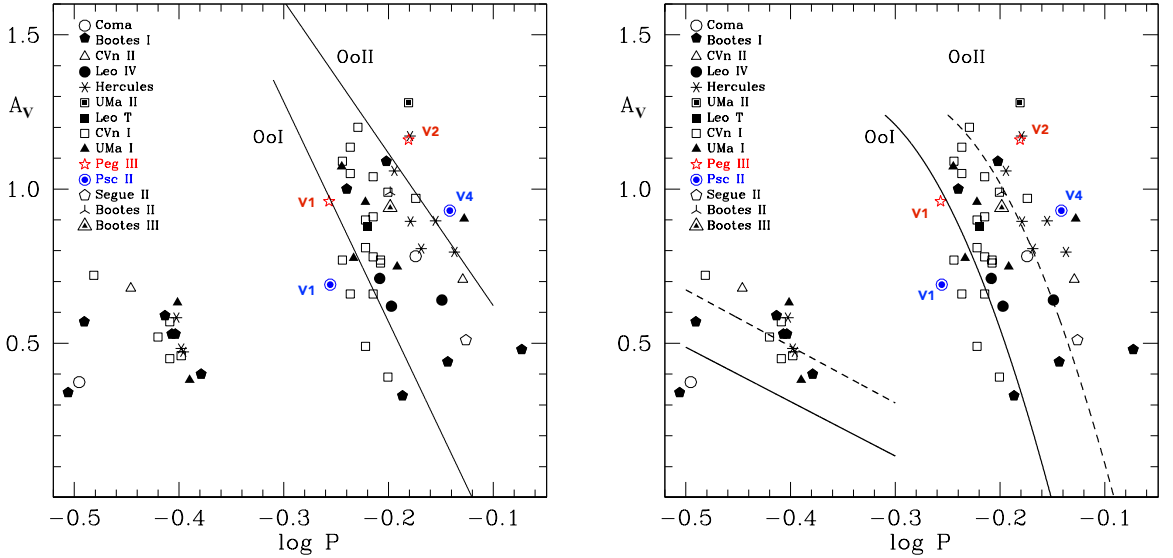 1.5
1.0
0.5
A_V
−0.5
−0.4
−0.3
−0.2
−0.1
log P
Coma
Bootes I
CVn II
Leo IV
Hercules
UMa II
Leo T
CVn I
UMa I
Peg III
Psc II
Segue II
Bootes II
Bootes III
OoII
OoI
V2
V1
V4
V1
1.5
1.0
0.5
A_V
−0.5
−0.4
−0.3
−0.2
−0.1
log P
Coma
Bootes I
CVn II
Leo IV
Hercules
UMa II
Leo T
CVn I
UMa I
Peg III
Psc II
Segue II
Bootes II
Bootes III
OoII
OoI
V2
V1
V4
V1